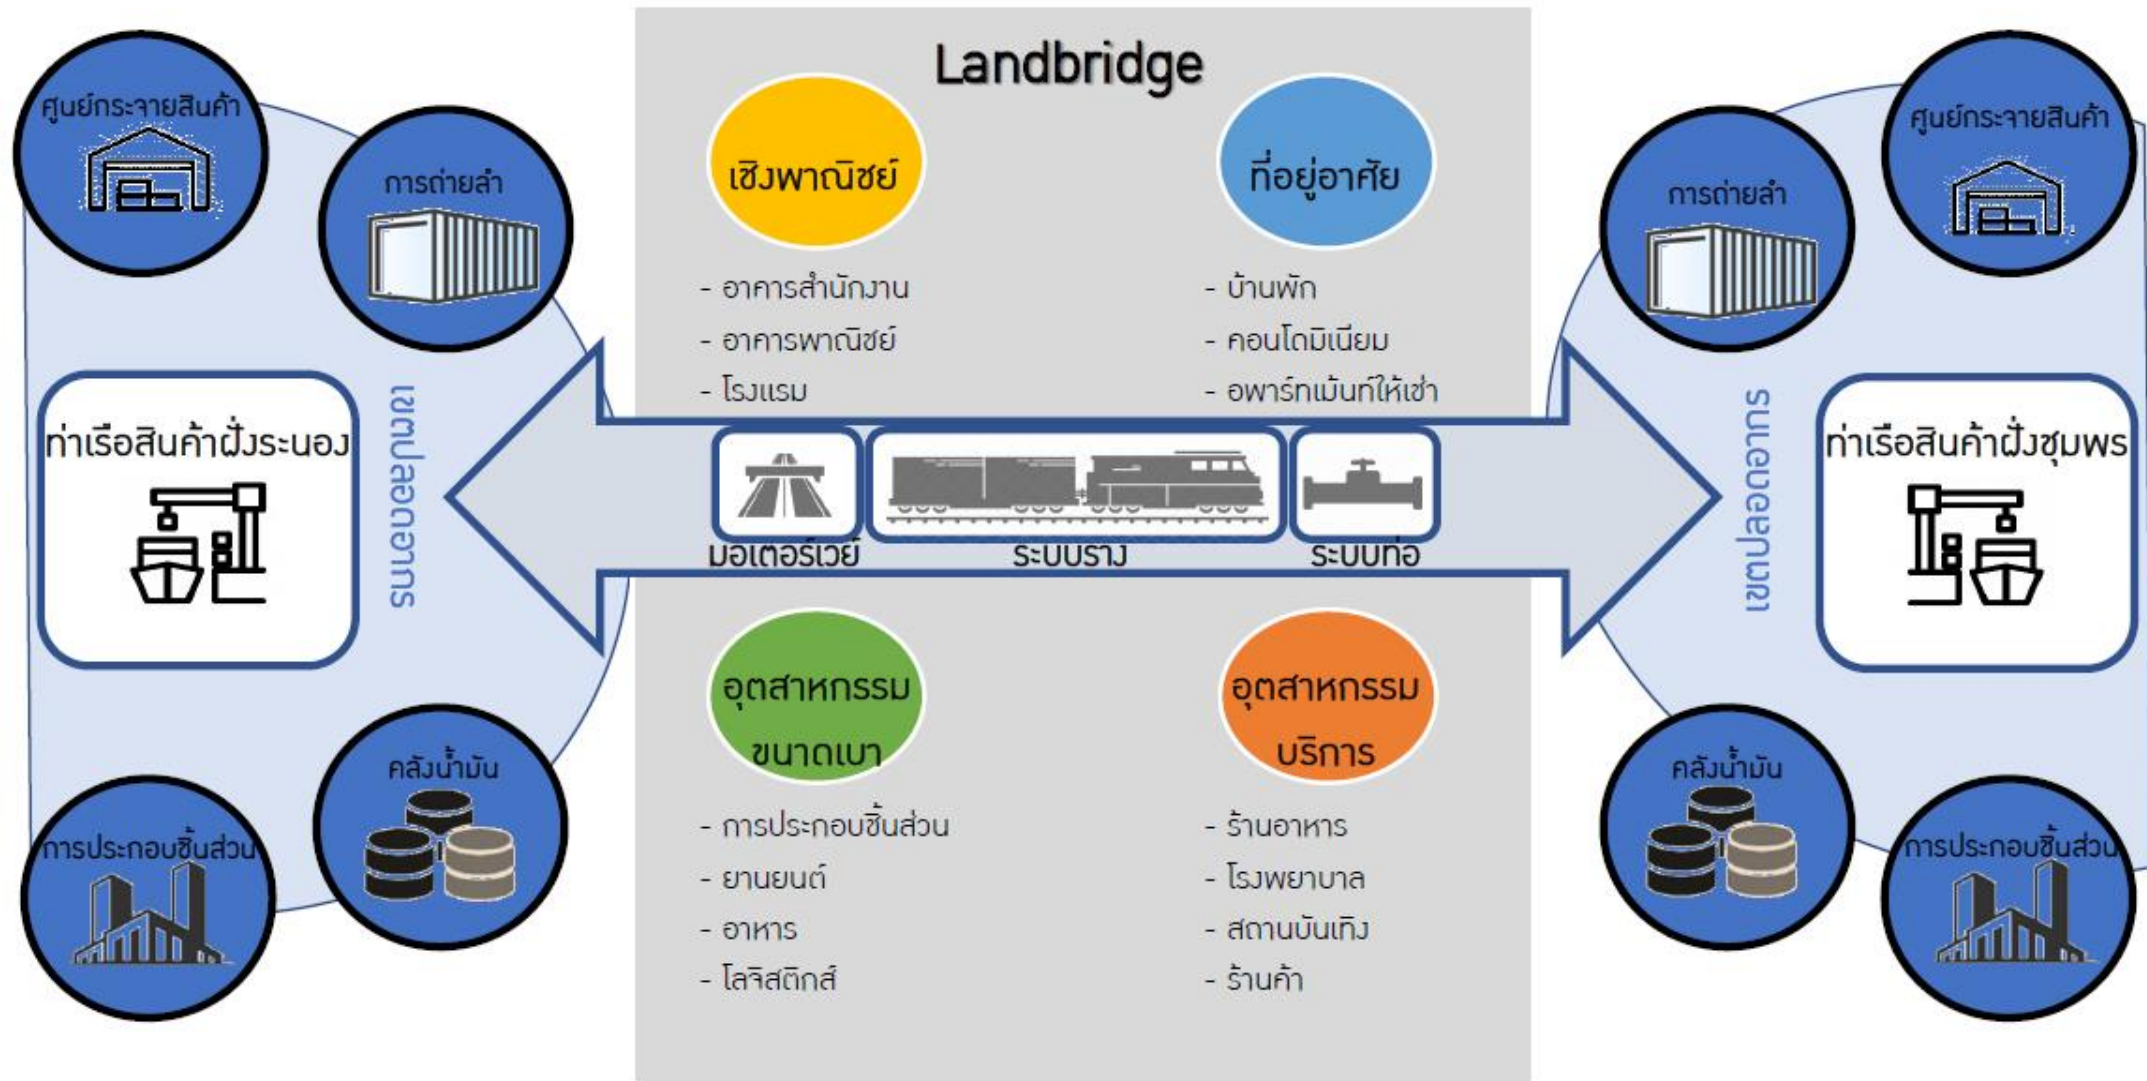 Landbridge
ศูนย์กระจายสินค้า
การถ่ายลำ
ท่าเรือสินค้าฝั่งระนอง
เขตปลอดอากร
คลังน้ำมัน
การประกอบชิ้นส่วน
เชิงพาณิชย์
- อาคารสำนักงาน
- อาคารพาณิชย์
- โรงแรม
ที่อยู่อาศัย
- บ้านพัก
- คอนโดมิเนียม
- อพาร์ทเม้นท์ให้เช่า
มอเตอร์เวย์
ระบบราง
ระบบท่อ
อุตสาหกรรม
ขนาดเบา
- การประกอบชิ้นส่วน
- ยานยนต์
- อาหาร
- โลจิสติกส์
อุตสาหกรรม
บริการ
- ร้านอาหาร
- โรงพยาบาล
- สถานบันเทิง
- ร้านค้า
ศูนย์กระจายสินค้า
การถ่ายลำ
เขตปลอดอากร
ท่าเรือสินค้าฝั่งชุมพร
คลังน้ำมัน
การประกอบชิ้นส่วน